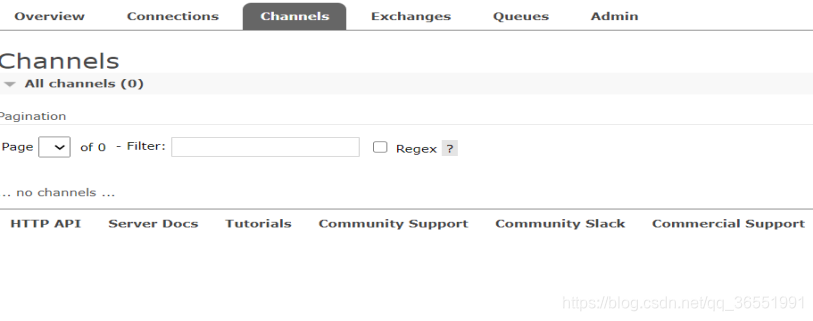 Overview Connections Channels Exchanges Queues Admin
Channels
All channels (0)
Pagination
Page of 0 - Filter: Regex ?
... no channels ...
HTTP API Server Docs Tutorials Community Support Community Slack Commercial Support
https://blog.csdn.net/qq_36551991